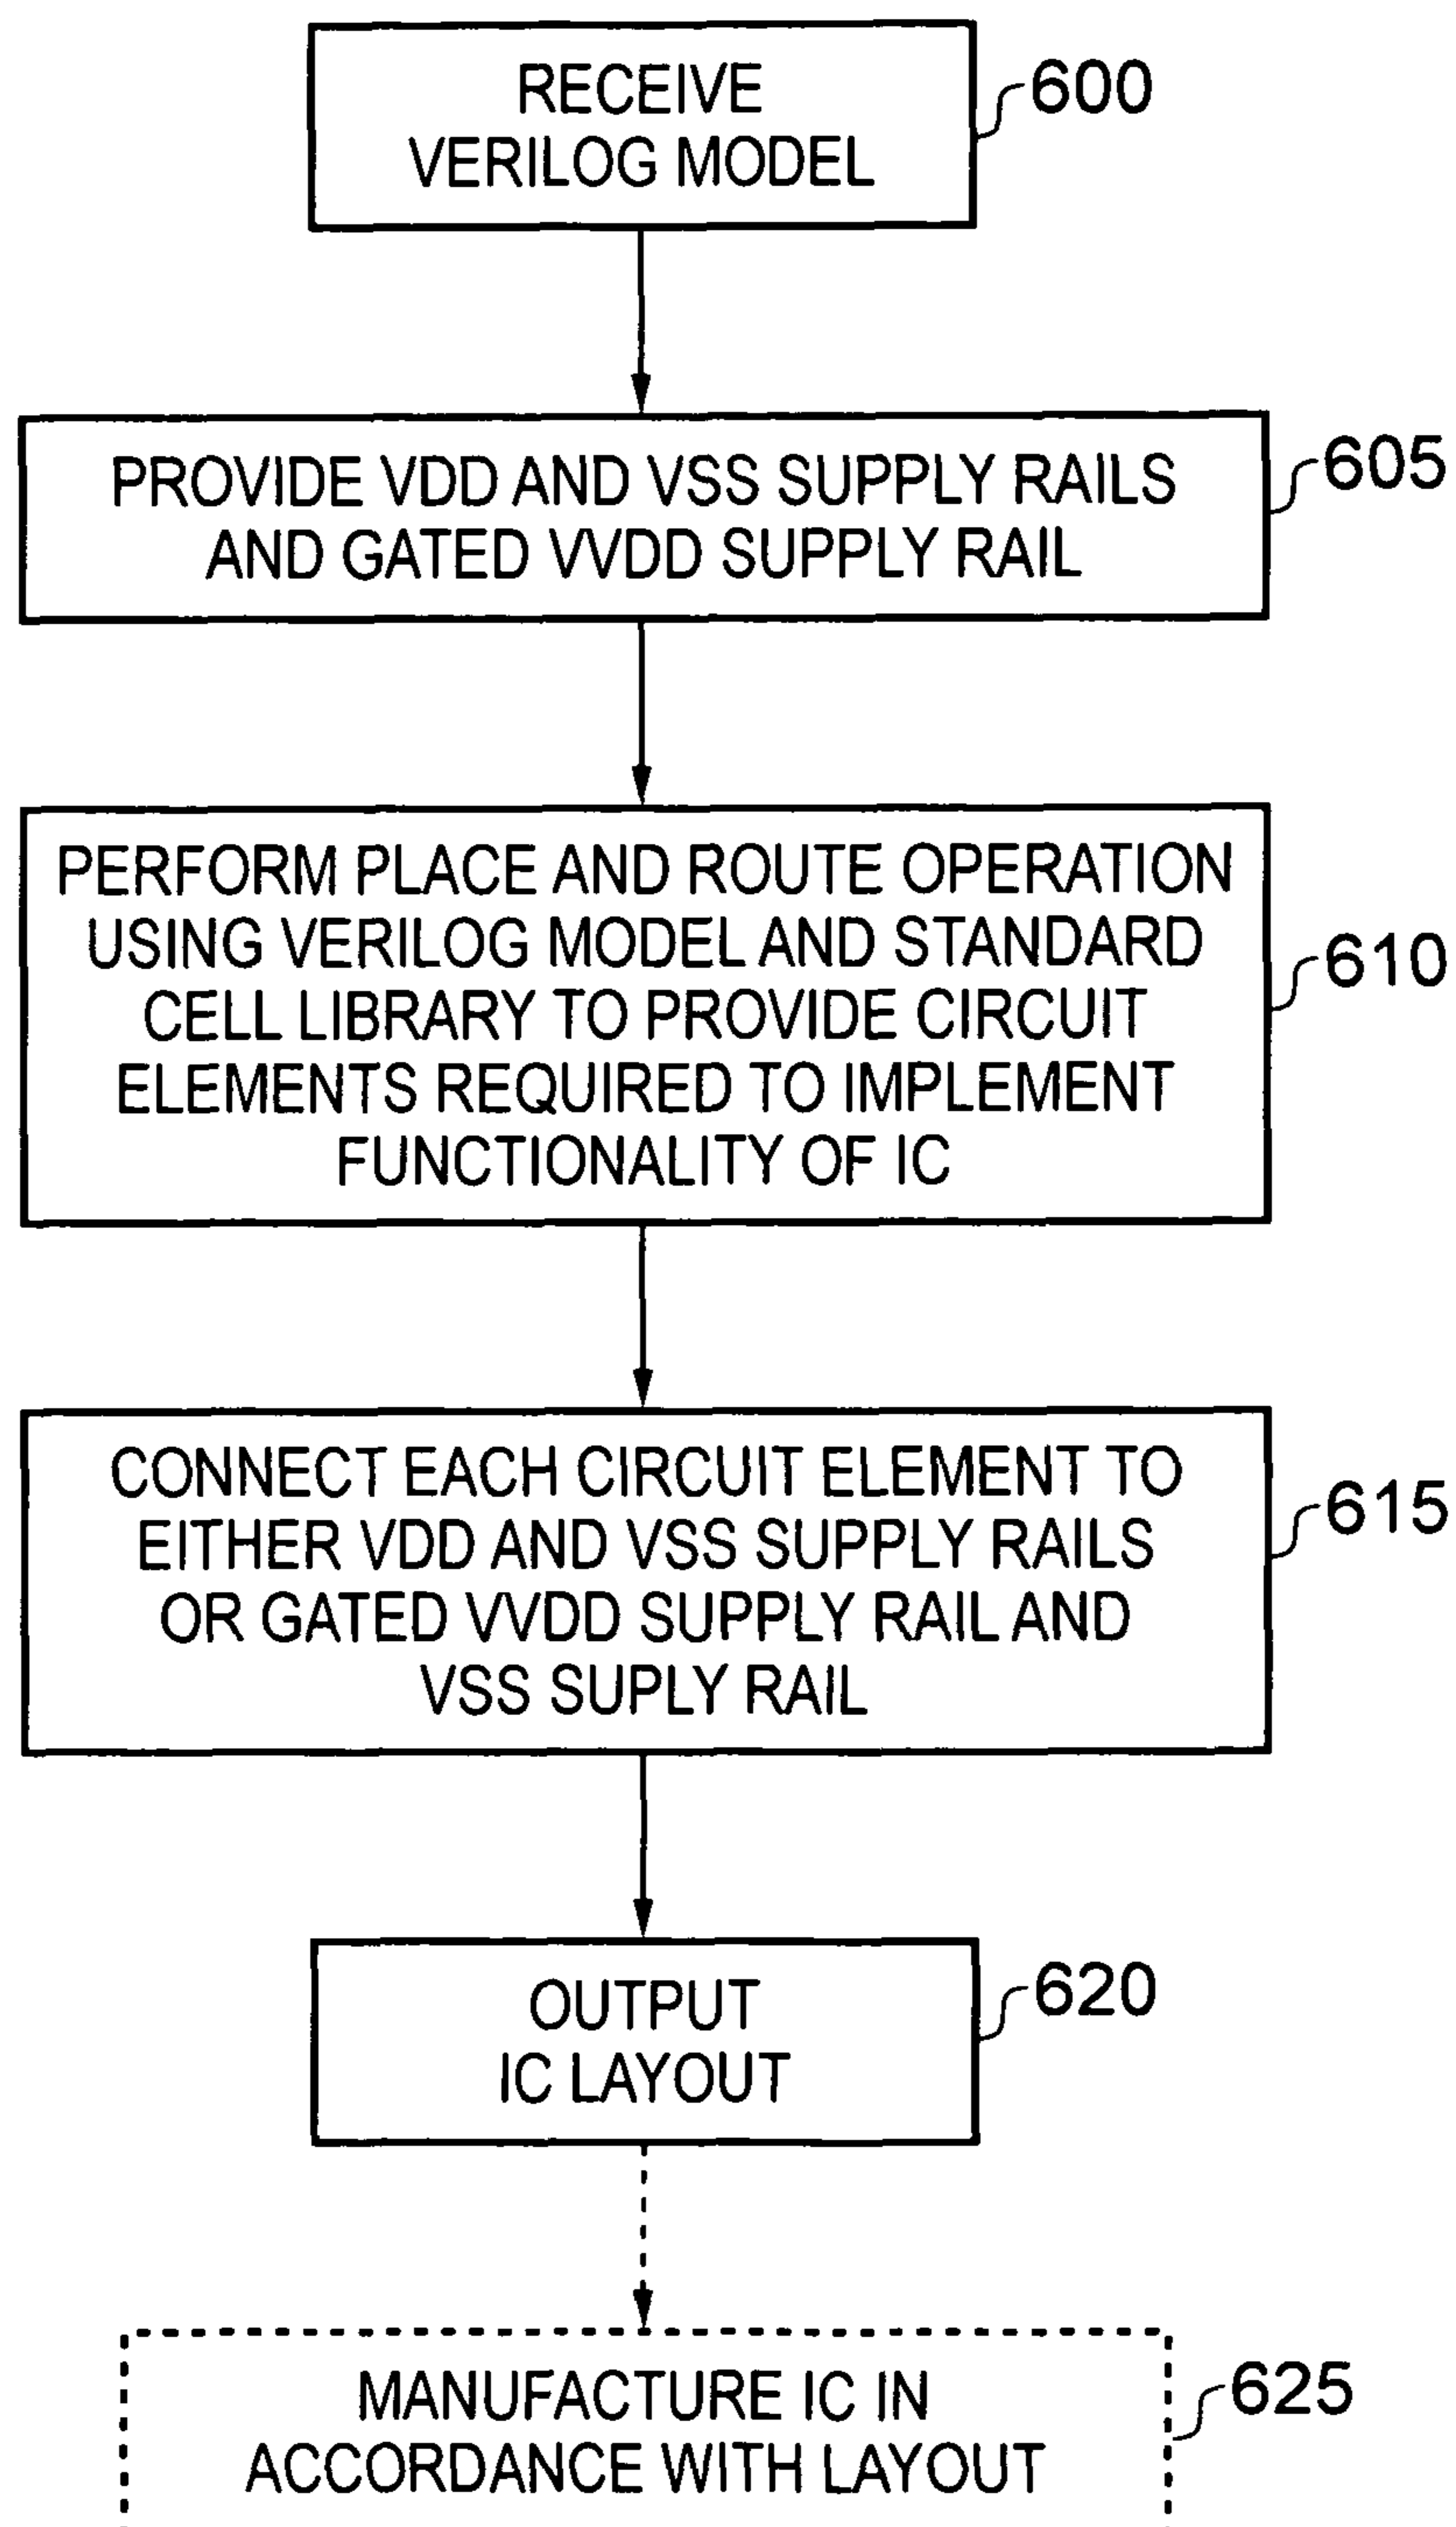 RECEIVE
VERILOG MODEL
600
PROVIDE VDD AND VSS SUPPLY RAILS
AND GATED VVDD SUPPLY RAIL
605
PERFORM PLACE AND ROUTE OPERATION
USING VERILOG MODEL AND STANDARD
CELL LIBRARY TO PROVIDE CIRCUIT
ELEMENTS REQUIRED TO IMPLEMENT
FUNCTIONALITY OF IC
610
CONNECT EACH CIRCUIT ELEMENT TO
EITHER VDD AND VSS SUPPLY RAILS
OR GATED VVDD SUPPLY RAIL AND
VSS SUPLY RAIL
615
OUTPUT
IC LAYOUT
620
MANUFACTURE IC IN
ACCORDANCE WITH LAYOUT
625